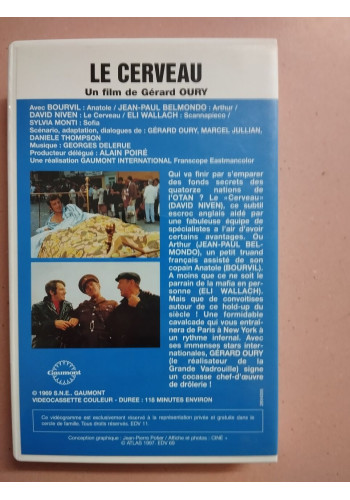 LE CERVEAU
Un film de Gérard OURY
Avec BOURVIL : Anatole / JEAN-PAUL BELMONDO : Arthur /
DAVID NIVEN : Le Cerveau / ELI WALLACH : Scannapieco /
SYLVIA MONTI : Sofia
Scénario, adaptation, dialogues de : GÉRARD OURY, MARCEL JULLIAN,
DANIELE THOMPSON
Musique : GEORGES DELERUE
Producteur délégué : ALAIN POIRÉ
Une réalisation GAUMONT INTERNATIONAL Franscope Eastmancolor
Qui va finir par s'emparer
des fonds secrets des
quatorze nations de
l'OTAN ? Le «Cerveau»
(DAVID NIVEN), ce subtil
escroc anglais aidé par
une fabuleuse équipe de
spécialistes a l'air d'avoir
certains avantages. Ou
Arthur (JEAN-PAUL BEL-
MONDO), un petit truand
français assisté de son
copain Anatole (BOURVIL).
A moins que ce ne soit
le parrain de la mafia en per-
sonne (ELI WALLACH).
Mais que de convoitises
autour de ce hold-up du
siècle ! Une formidable
cavalcade qui vous entraî-
nera de Paris à New York à
un rythme infernal. Avec
ses immenses stars inter-
nationales, GÉRARD OURY
(le réalisateur de la
Grande Vadrouille) signe
un cocasse chef-d'œuvre
de drôlerie !
Gaumont
© 1969 S.N.E. GAUMONT
VIDEOCASSETTE COULEUR - DUREE : 118 MINUTES ENVIRON
Ce vidéogramme est exclusivement réservé à la représentation privée et gratuite dans le
cercle de famille. Tous droits réservés. EDV 11.
Conception graphique : Jean-Pierre Potier / Affiche et photos : CINÉ +
© ATLAS 1997. EDV 69